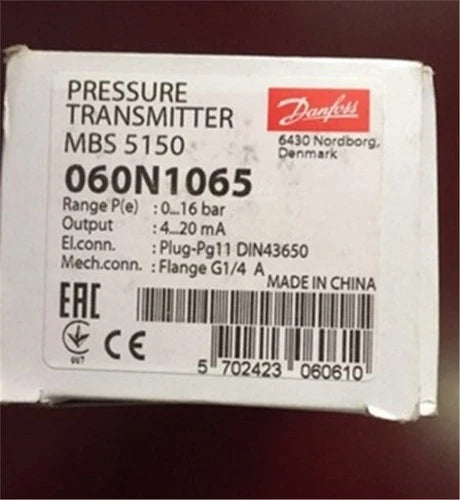 PRESSURE
TRANSMITTER
MBS 5150
Danfoss
6430 Nordborg,
Denmark
060N1065
Range P(e) : 0...16 bar
Output : 4...20 mA
El.conn. : Plug-Pg11 DIN43650
Mech.conn. : Flange G1/4 A
MADE IN CHINA
EAC
CE
5 702423 060610